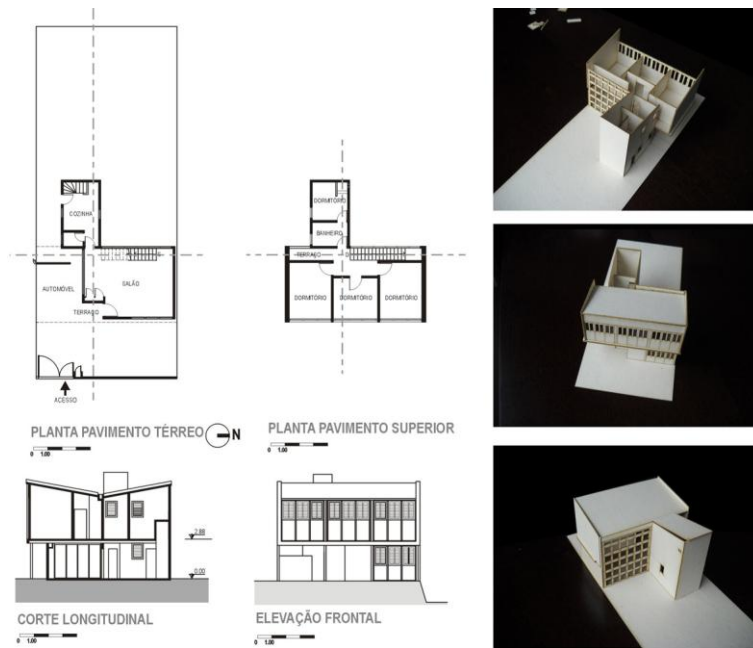 COZINHA
AUTOMÓVEL
SALÃO
TERRAÇO
ACESSO
PLANTA PAVIMENTO TÉRREO
N
0 1.00
DORMITÓRIO
BANHEIRO
TERRAÇO
DORMITÓRIO DORMITÓRIO DORMITÓRIO
PLANTA PAVIMENTO SUPERIOR
0 1.00
2.88
0.00
CORTE LONGITUDINAL
0 1.00
ELEVAÇÃO FRONTAL
0 1.00